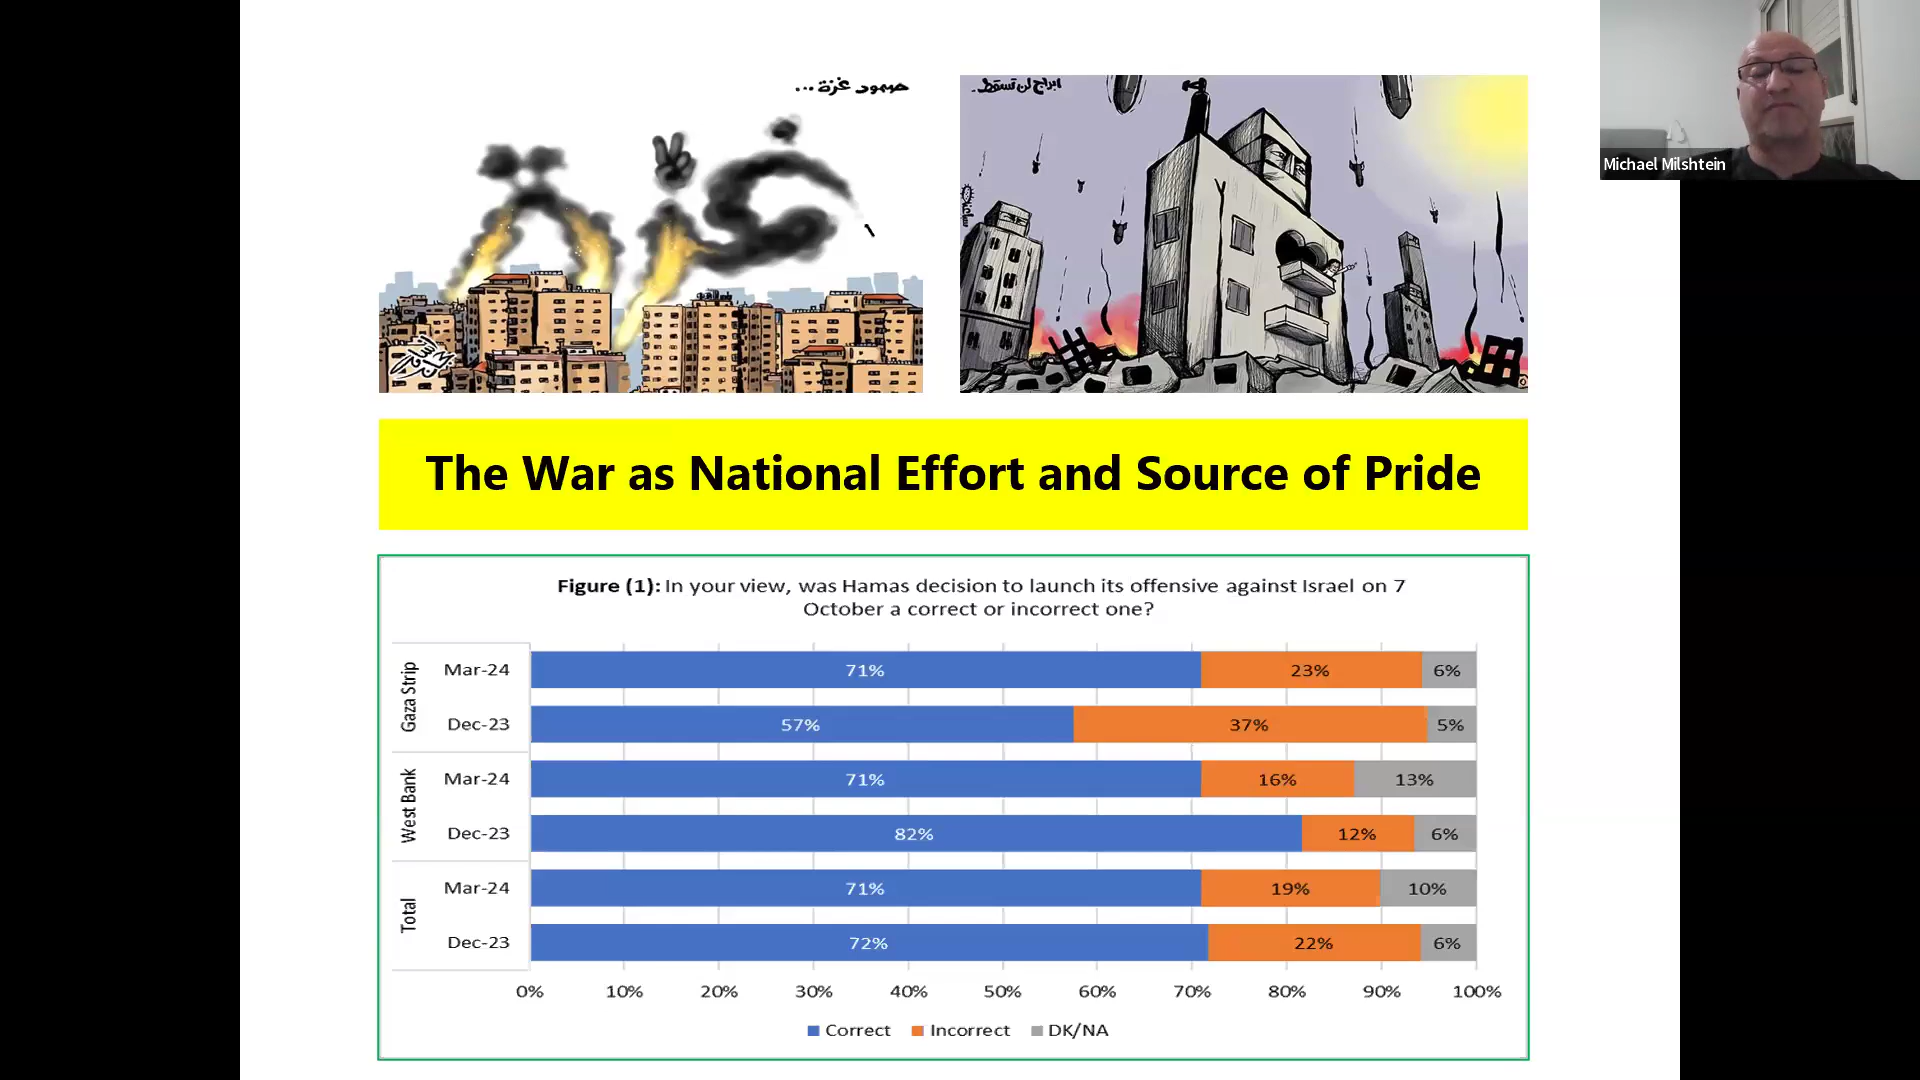 صمود غزة...
ابراج لن تسقط..
غزة
Michael Milshtein
The War as National Effort and Source of Pride
Figure (1): In your view, was Hamas decision to launch its offensive against Israel on 7
October a correct or incorrect one?
Gaza Strip
Mar-24 71% 23% 6%
Dec-23 57% 37% 5%
West Bank
Mar-24 71% 16% 13%
Dec-23 82% 12% 6%
Total
Mar-24 71% 19% 10%
Dec-23 72% 22% 6%
0% 10% 20% 30% 40% 50% 60% 70% 80% 90% 100%
Correct Incorrect DK/NA